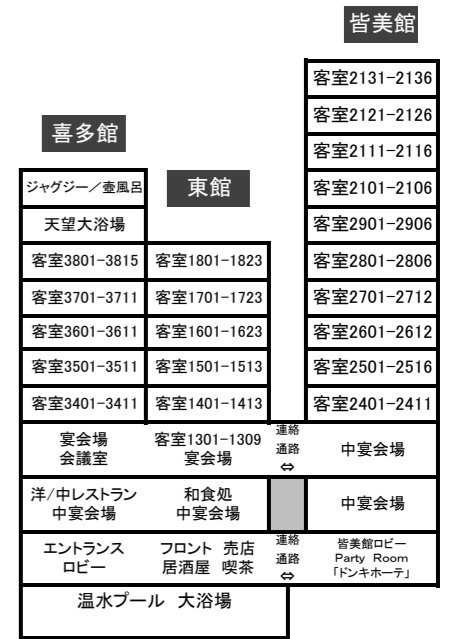 皆美館
客室2131-2136
客室2121-2126
喜多館
客室2111-2116
ジャグジー／壺風呂
東館
客室2101-2106
天望大浴場
客室2901-2906
客室3801-3815
客室1801-1823
客室2801-2806
客室3701-3711
客室1701-1723
客室2701-2712
客室3601-3611
客室1601-1623
客室2601-2612
客室3501-3511
客室1501-1513
客室2501-2516
客室3401-3411
客室1401-1413
客室2401-2411
宴会場
会議室
客室1301-1309
宴会場
連絡
通路
⇔
中宴会場
洋/中レストラン
中宴会場
和食処
中宴会場
中宴会場
エントランス
ロビー
フロント 売店
居酒屋 喫茶
連絡
通路
⇔
皆美館ロビー
Party Room
「ドンキホーテ」
温水プール 大浴場